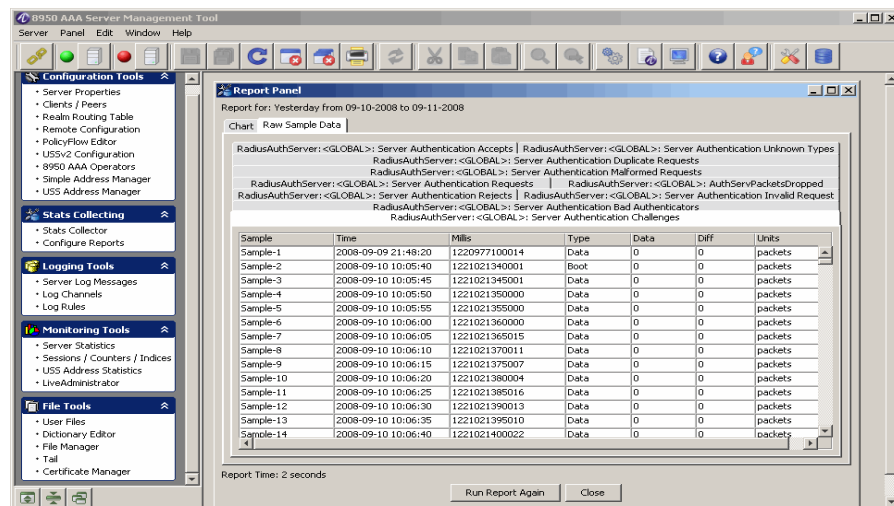 8950 AAA Server Management Tool
Server Panel Edit Window Help
Configuration Tools
Server Properties
Clients / Peers
Realm Routing Table
Remote Configuration
PolicyFlow Editor
USSv2 Configuration
8950 AAA Operators
Simple Address Manager
USS Address Manager
Stats Collecting
Stats Collector
Configure Reports
Logging Tools
Server Log Messages
Log Channels
Log Rules
Monitoring Tools
Server Statistics
Sessions / Counters / Indices
USS Address Statistics
LiveAdministrator
File Tools
User Files
Dictionary Editor
File Manager
Tail
Certificate Manager
Report Panel
Report for: Yesterday from 09-10-2008 to 09-11-2008
Chart Raw Sample Data
RadiusAuthServer:<GLOBAL>: Server Authentication Accepts RadiusAuthServer:<GLOBAL>: Server Authentication Unknown Types
RadiusAuthServer:<GLOBAL>: Server Authentication Duplicate Requests
RadiusAuthServer:<GLOBAL>: Server Authentication Malformed Requests
RadiusAuthServer:<GLOBAL>: Server Authentication Requests RadiusAuthServer:<GLOBAL>: AuthServPacketsDropped
RadiusAuthServer:<GLOBAL>: Server Authentication Rejects RadiusAuthServer:<GLOBAL>: Server Authentication Invalid Request
RadiusAuthServer:<GLOBAL>: Server Authentication Bad Authenticators
RadiusAuthServer:<GLOBAL>: Server Authentication Challenges
Sample Time Millis Type Data Diff Units
Sample-1 2008-09-09 21:48:20 1220977100014 Data 0 0 packets
Sample-2 2008-09-10 10:05:40 1221021340001 Boot 0 0 packets
Sample-3 2008-09-10 10:05:45 1221021345001 Data 0 0 packets
Sample-4 2008-09-10 10:05:50 1221021350000 Data 0 0 packets
Sample-5 2008-09-10 10:05:55 1221021355000 Data 0 0 packets
Sample-6 2008-09-10 10:06:00 1221021360000 Data 0 0 packets
Sample-7 2008-09-10 10:06:05 1221021365015 Data 0 0 packets
Sample-8 2008-09-10 10:06:10 1221021370011 Data 0 0 packets
Sample-9 2008-09-10 10:06:15 1221021375007 Data 0 0 packets
Sample-10 2008-09-10 10:06:20 1221021380004 Data 0 0 packets
Sample-11 2008-09-10 10:06:25 1221021385016 Data 0 0 packets
Sample-12 2008-09-10 10:06:30 1221021390013 Data 0 0 packets
Sample-13 2008-09-10 10:06:35 1221021395010 Data 0 0 packets
Sample-14 2008-09-10 10:06:40 1221021400022 Data 0 0 packets
Report Time: 2 seconds
Run Report Again Close